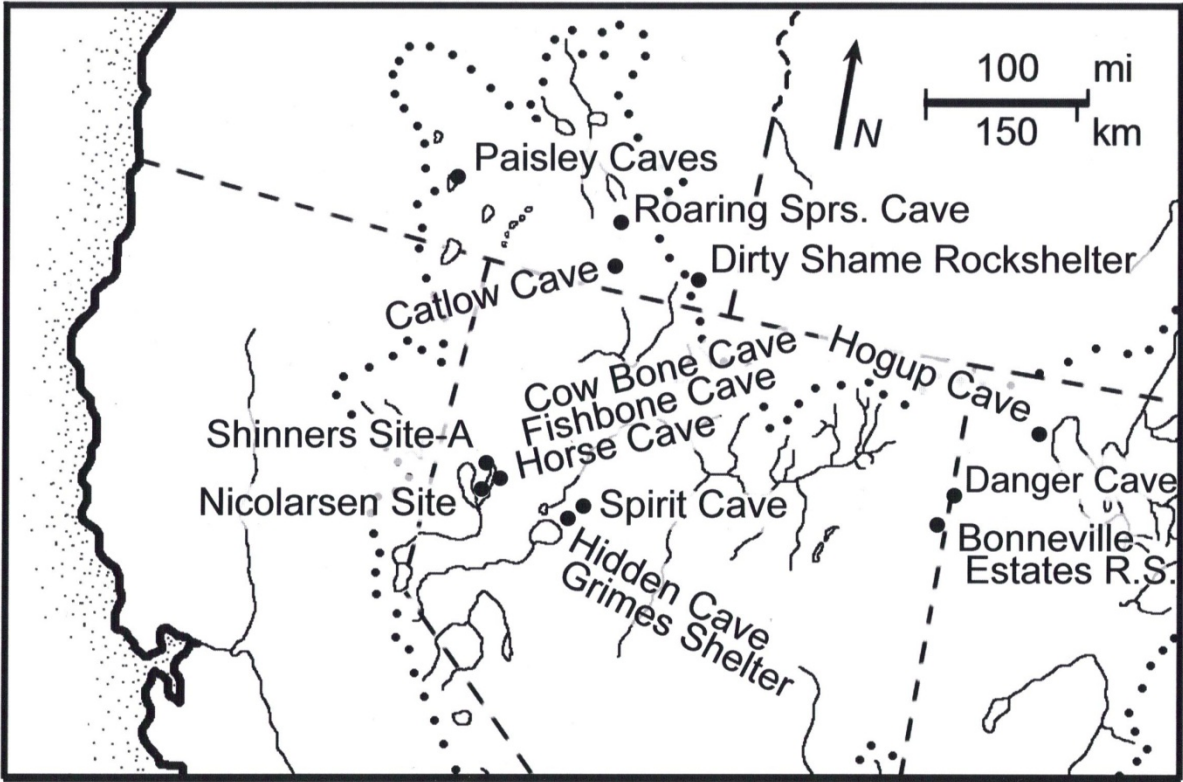 100 mi
150 km
N
Paisley Caves
Roaring Sprs. Cave
Dirty Shame Rockshelter
Catlow Cave
Hogup Cave
Cow Bone Cave
Fishbone Cave
Horse Cave
Shinners Site-A
Nicolarsen Site
Spirit Cave
Danger Cave
Bonneville
Estates R.S.
Hidden Cave
Grimes Shelter